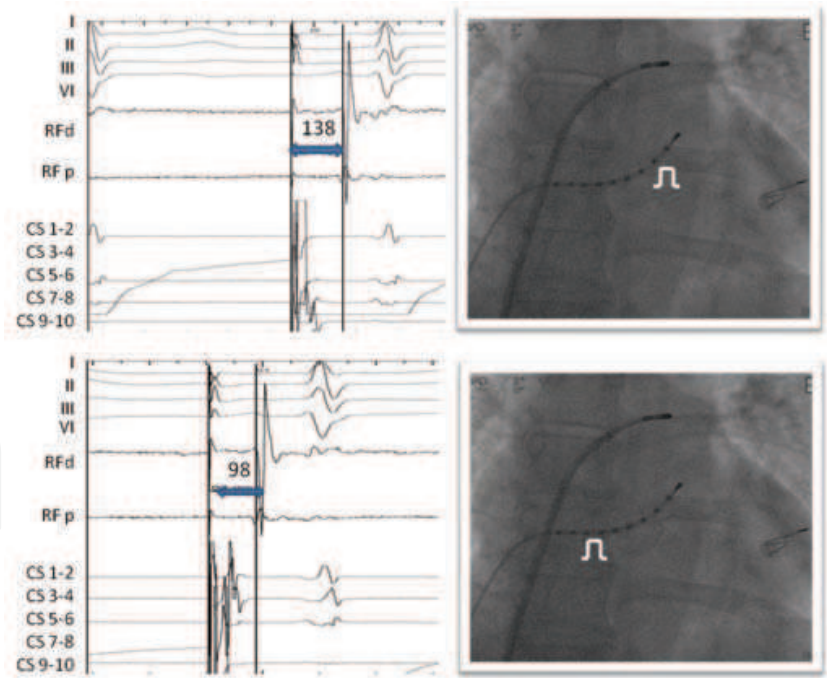 I
II
III
VI
RFd
138
RF p
CS 1-2
CS 3-4
CS 5-6
CS 7-8
CS 9-10
I
II
III
VI
RFd
98
RF p
CS 1-2
CS 3-4
CS 5-6
CS 7-8
CS 9-10